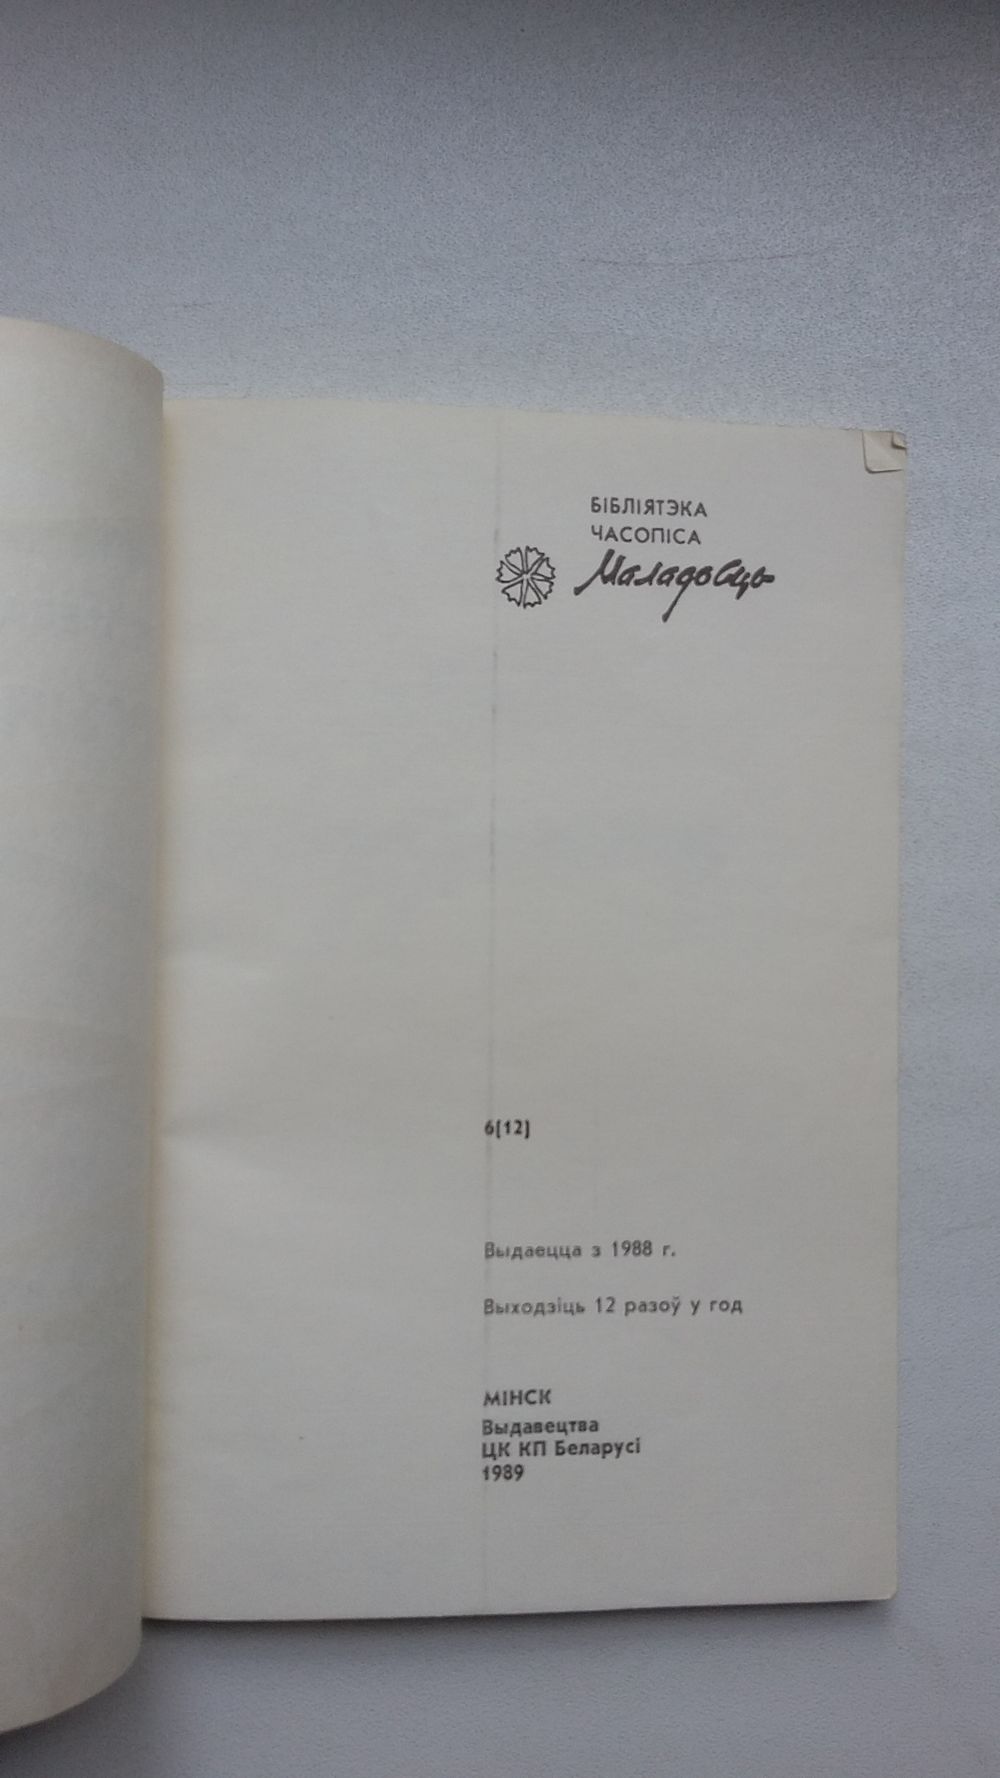 БІБЛІЯТЭКА
ЧАСОПІСА
Маладосць
6(12)
Выдаецца з 1988 г.
Выходзіць 12 разоў у год
МІНСК
Выдавецтва
ЦК КП Беларусі
1989